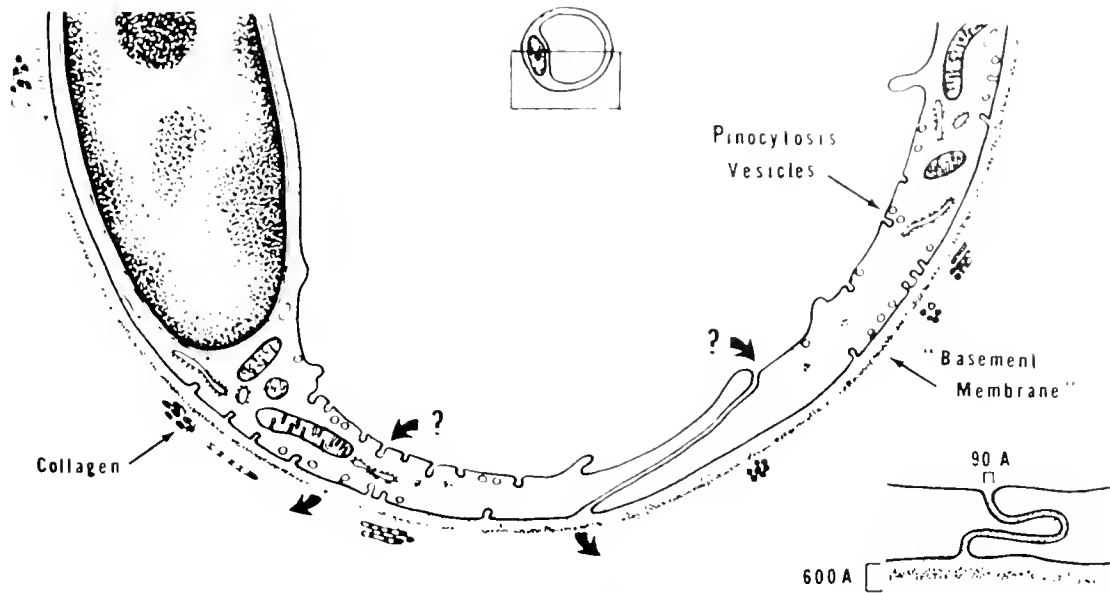 Pinocytosis
Vesicles
?
"Basement
Membrane"
?
Collagen
90 A
600 A